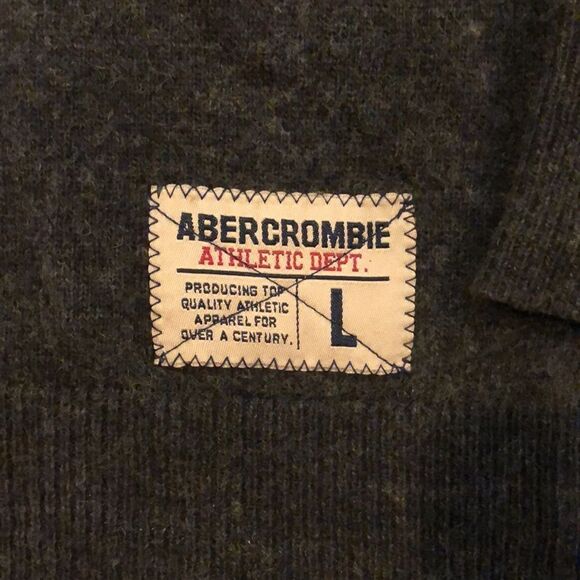 ABERCROMBIE
ATHLETIC DEPT.
PRODUCING TOP
QUALITY ATHLETIC
APPAREL FOR
OVER A CENTURY.
L